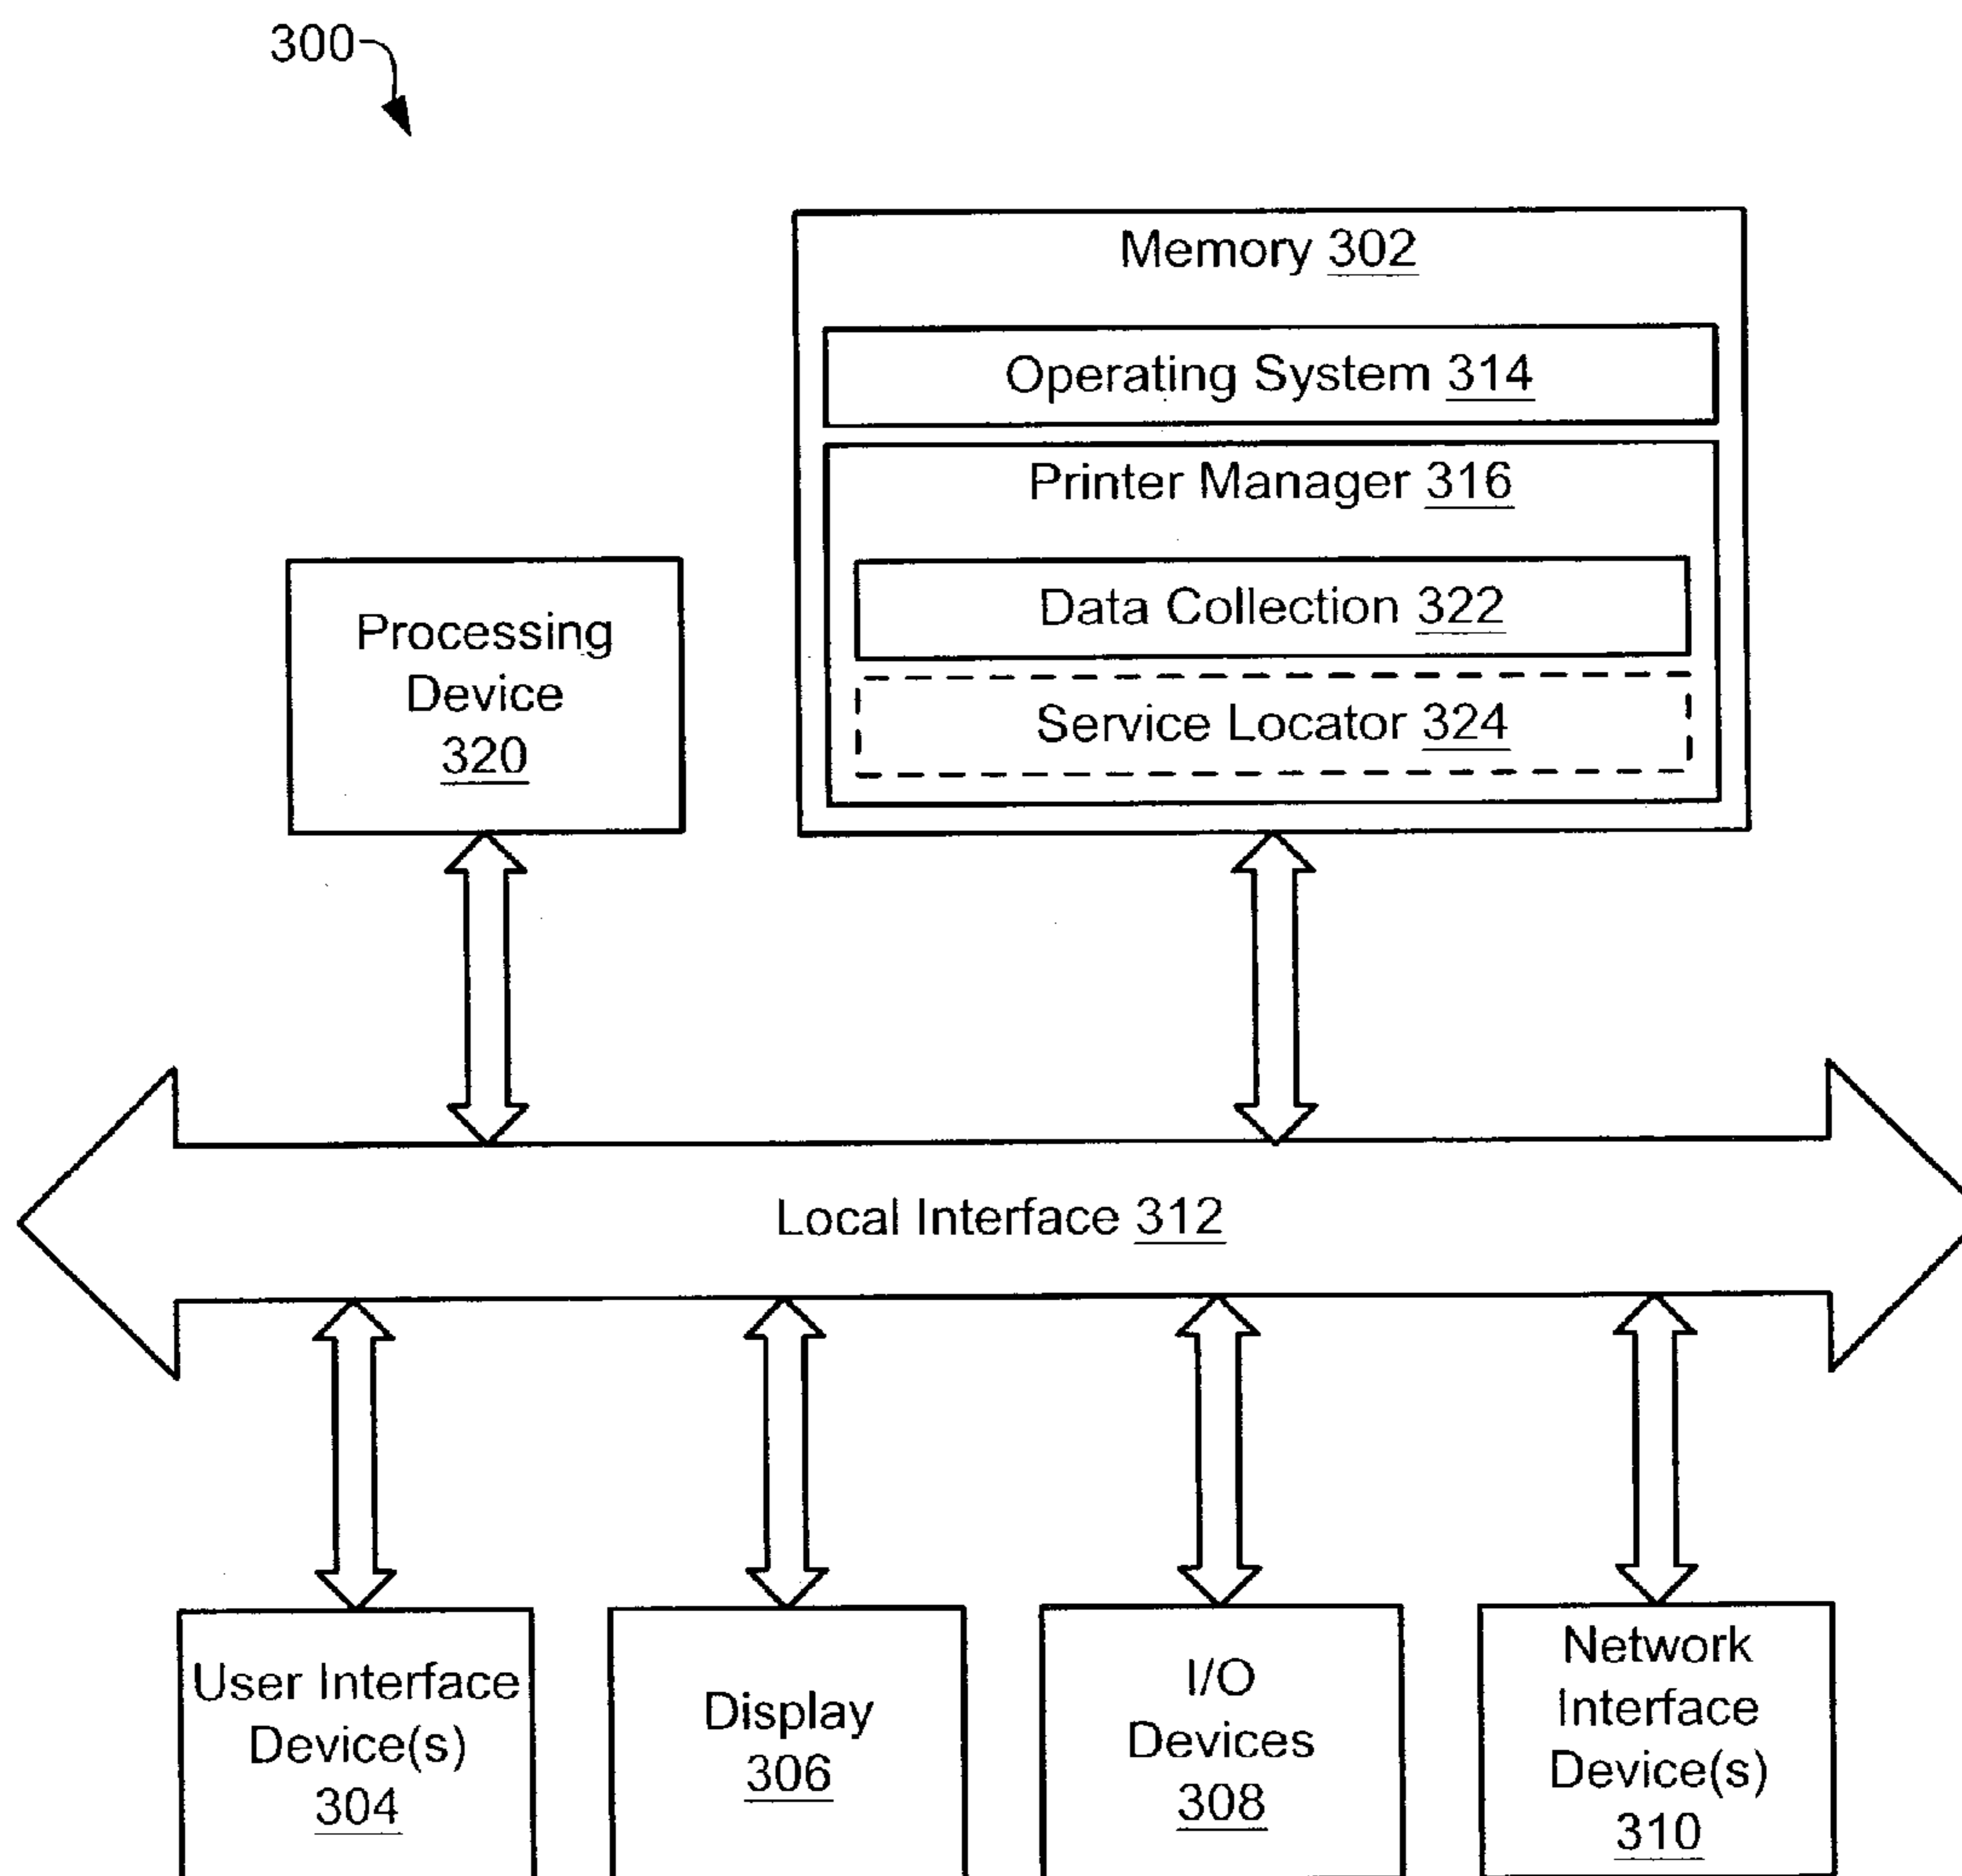 300
Memory 302
Operating System 314
Printer Manager 316
Data Collection 322
Service Locator 324
Processing
Device
320
Local Interface 312
User Interface
Device(s)
304
Display
306
I/O
Devices
308
Network
Interface
Device(s)
310